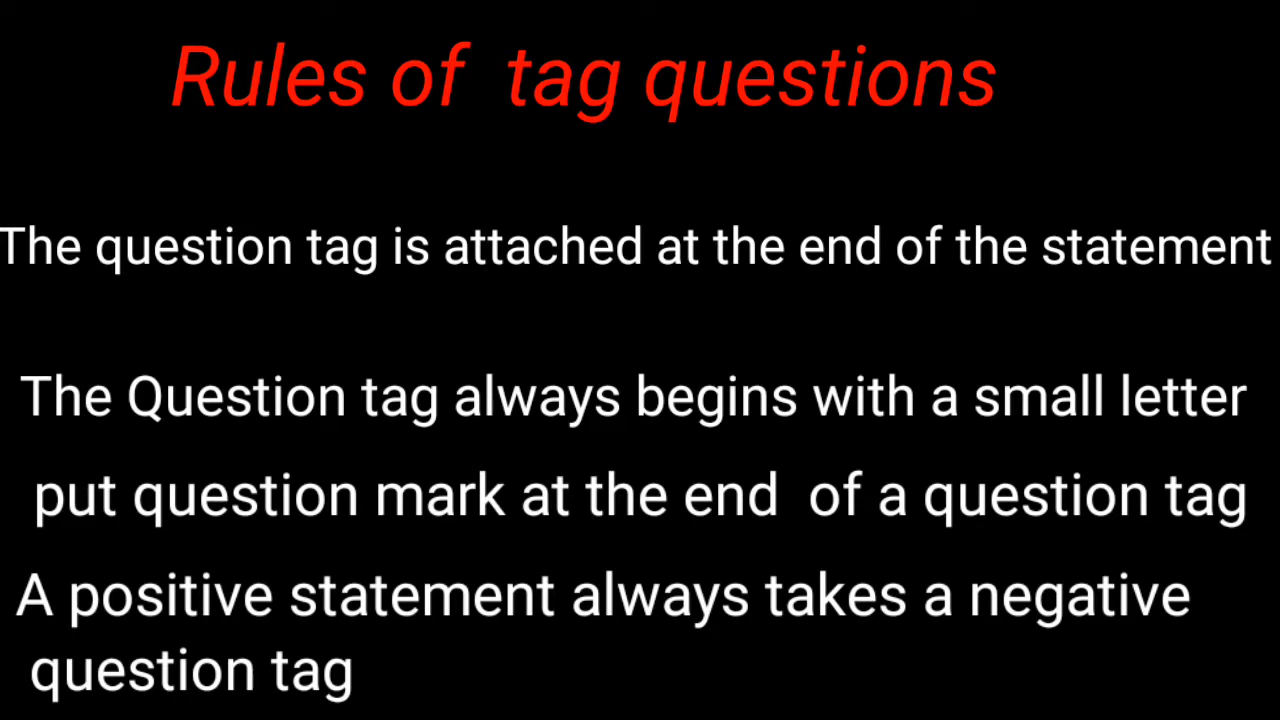 Rules of tag questions
The question tag is attached at the end of the statement
The Question tag always begins with a small letter
put question mark at the end of a question tag
A positive statement always takes a negative
question tag